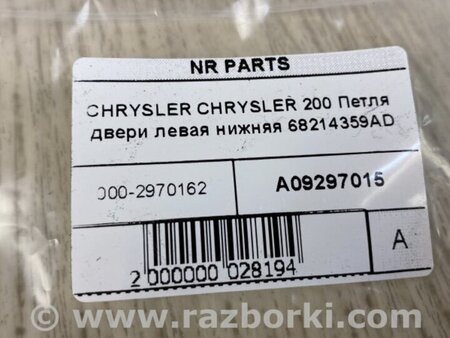 NR PARTS
CHRYSLER CHRYSLER 200 Петля
двери левая нижняя 68214359AD
000-2970162
A09297015
A
2 000000 028194
© www.razborki.com